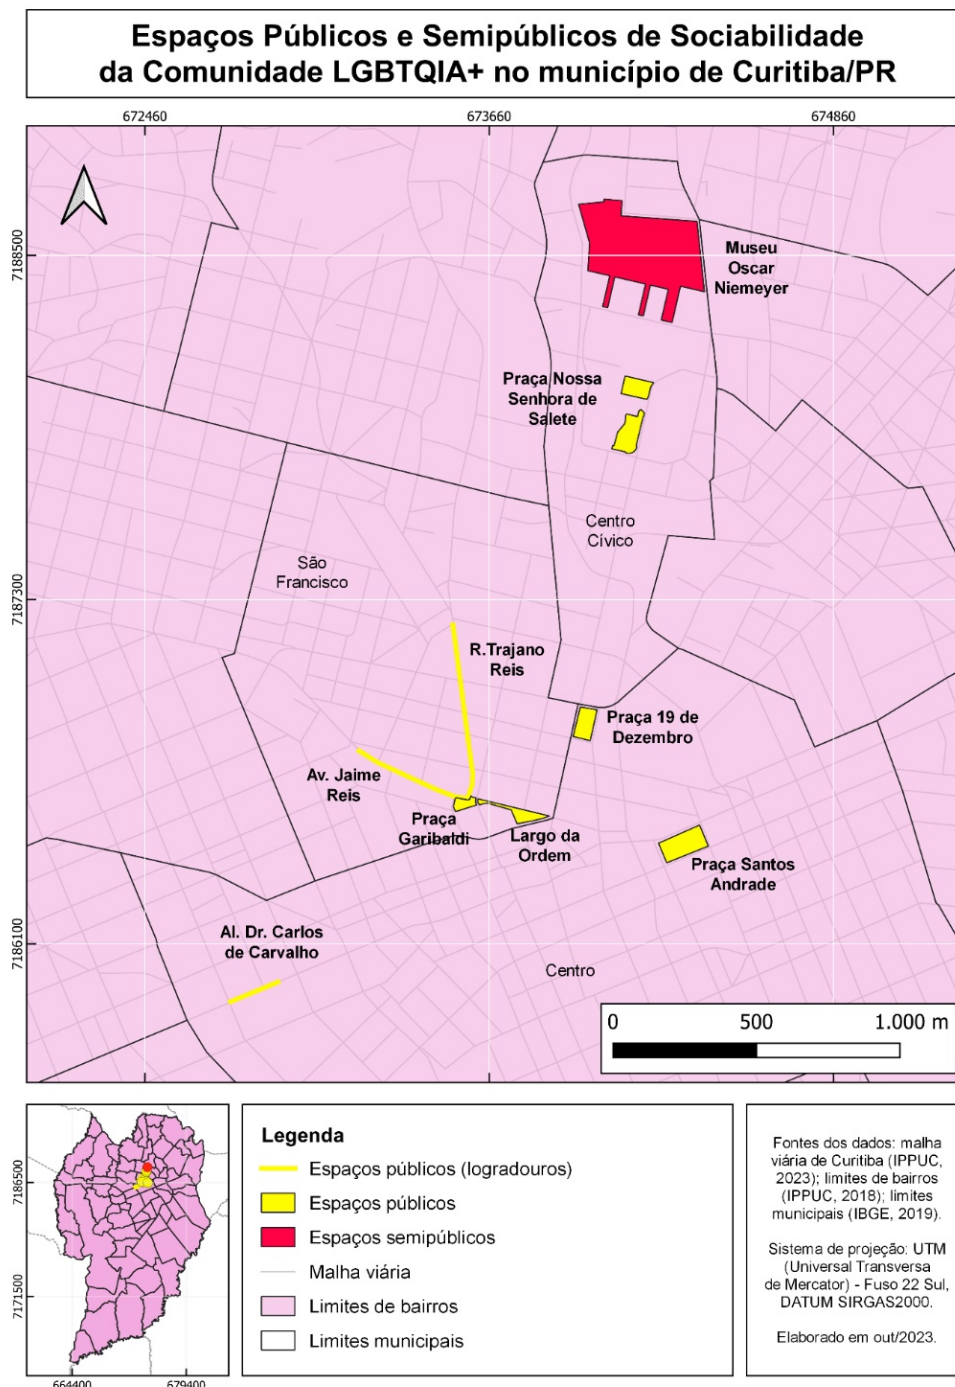 Espaços Públicos e Semipúblicos de Sociabilidade
da Comunidade LGBTQIA+ no município de Curitiba/PR
672460
673660
674860
7188500
7187300
7186100
Museu
Oscar
Niemeyer
Praça Nossa
Senhora de
Salete
Centro
Cívico
São
Francisco
R.Trajano
Reis
Praça 19 de
Dezembro
Av. Jaime
Reis
Praça
Garibaldi
Largo da
Ordem
Praça Santos
Andrade
Al. Dr. Carlos
de Carvalho
Centro
0 500 1.000 m
7186500
7171500
664400
679400
Legenda
Espaços públicos (logradouros)
Espaços públicos
Espaços semipúblicos
Malha viária
Limites de bairros
Limites municipais
Fontes dos dados: malha
viária de Curitiba (IPPUC,
2023); limites de bairros
(IPPUC, 2018); limites
municipais (IBGE, 2019).
Sistema de projeção: UTM
(Universal Transversa
de Mercator) - Fuso 22 Sul,
DATUM SIRGAS2000.
Elaborado em out/2023.